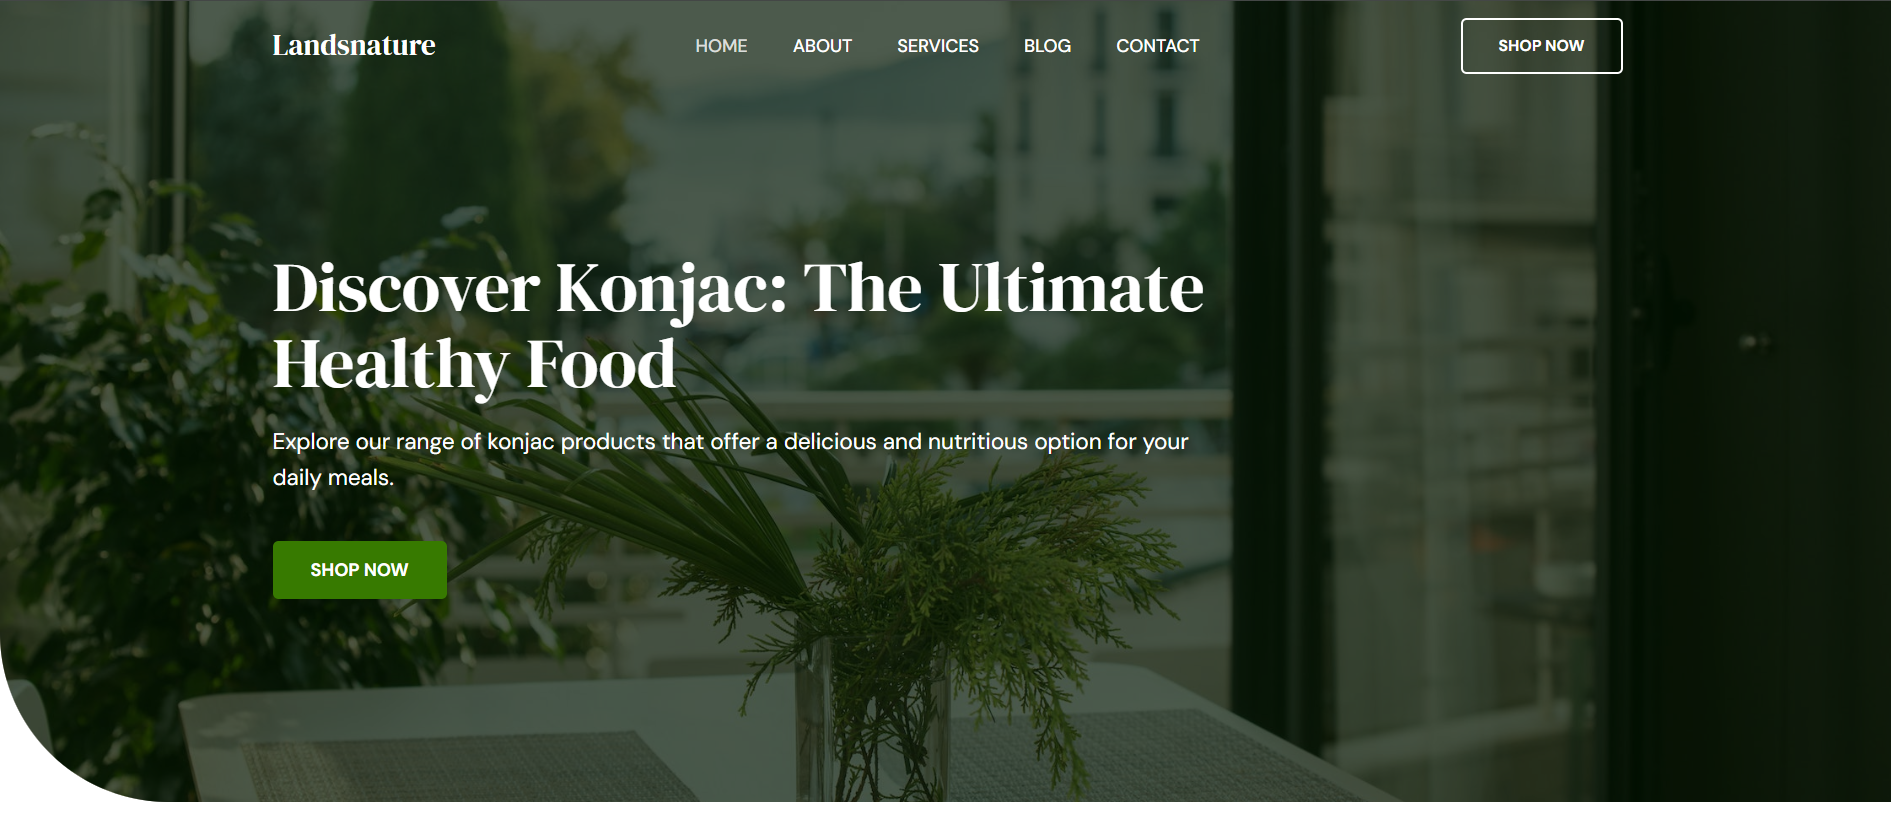 Landsnature
HOME ABOUT SERVICES BLOG CONTACT
SHOP NOW
Discover Konjac: The Ultimate
Healthy Food
Explore our range of konjac products that offer a delicious and nutritious option for your
daily meals.
SHOP NOW